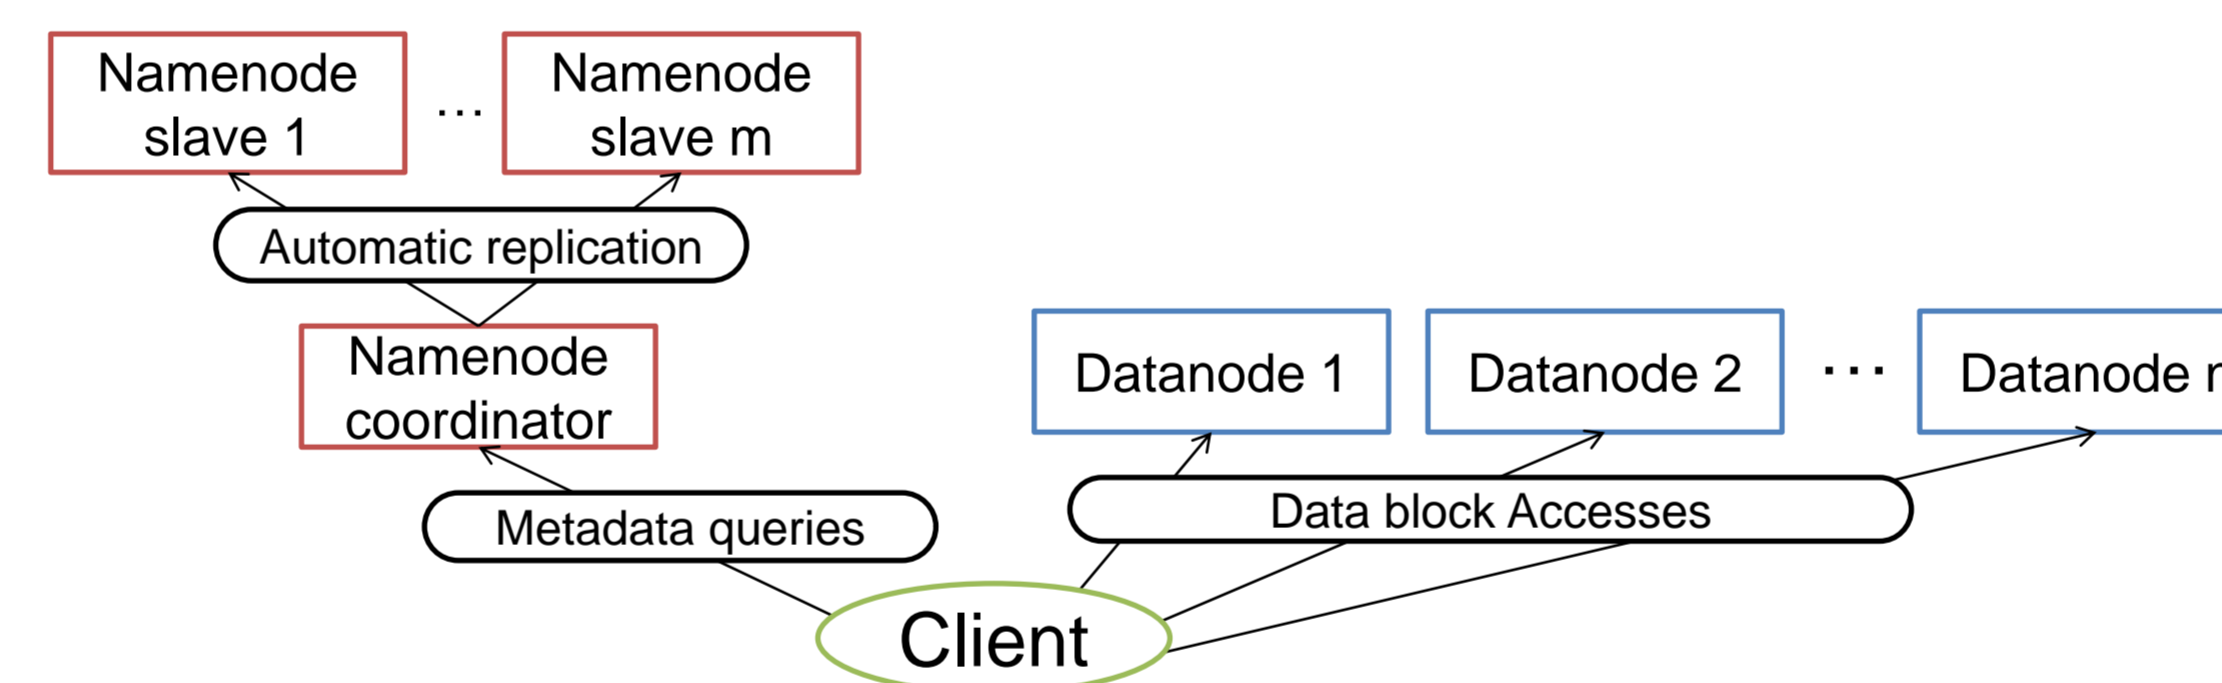 Namenode
slave 1
…
Namenode
slave m
Automatic replication
Namenode
coordinator
Datanode 1
Datanode 2
…
Datanode
Metadata queries
Data block Accesses
Client